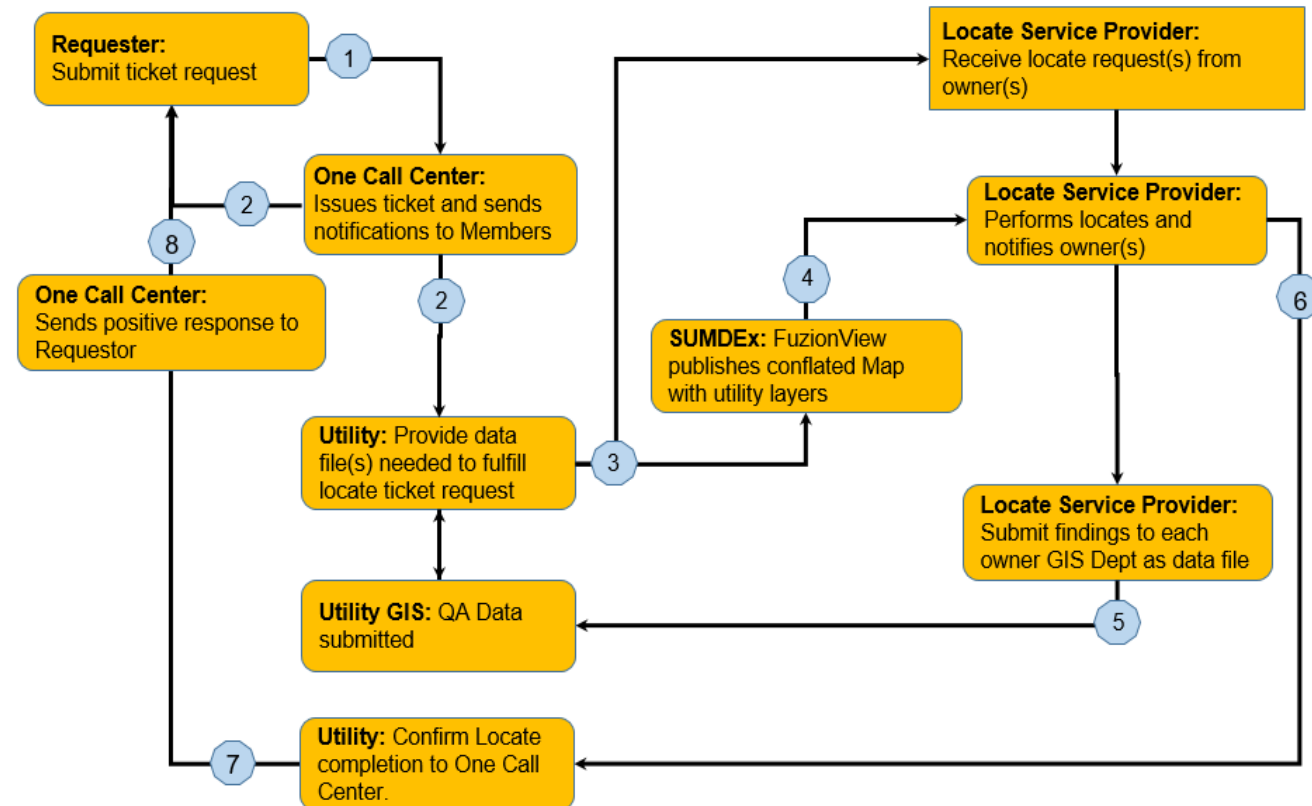 Requester:
Submit ticket request
1
Locate Service Provider:
Receive locate request(s) from
owner(s)
One Call Center:
Issues ticket and sends
notifications to Members
2
2
8
Locate Service Provider:
Performs locates and
notifies owner(s)
4
6
One Call Center:
Sends positive response to
Requestor
SUMDEx: FuzionView
publishes conflated Map
with utility layers
Utility: Provide data
file(s) needed to fulfill
locate ticket request
3
Locate Service Provider:
Submit findings to each
owner GIS Dept as data file
5
Utility GIS: QA Data
submitted
Utility: Confirm Locate
completion to One Call
Center.
7